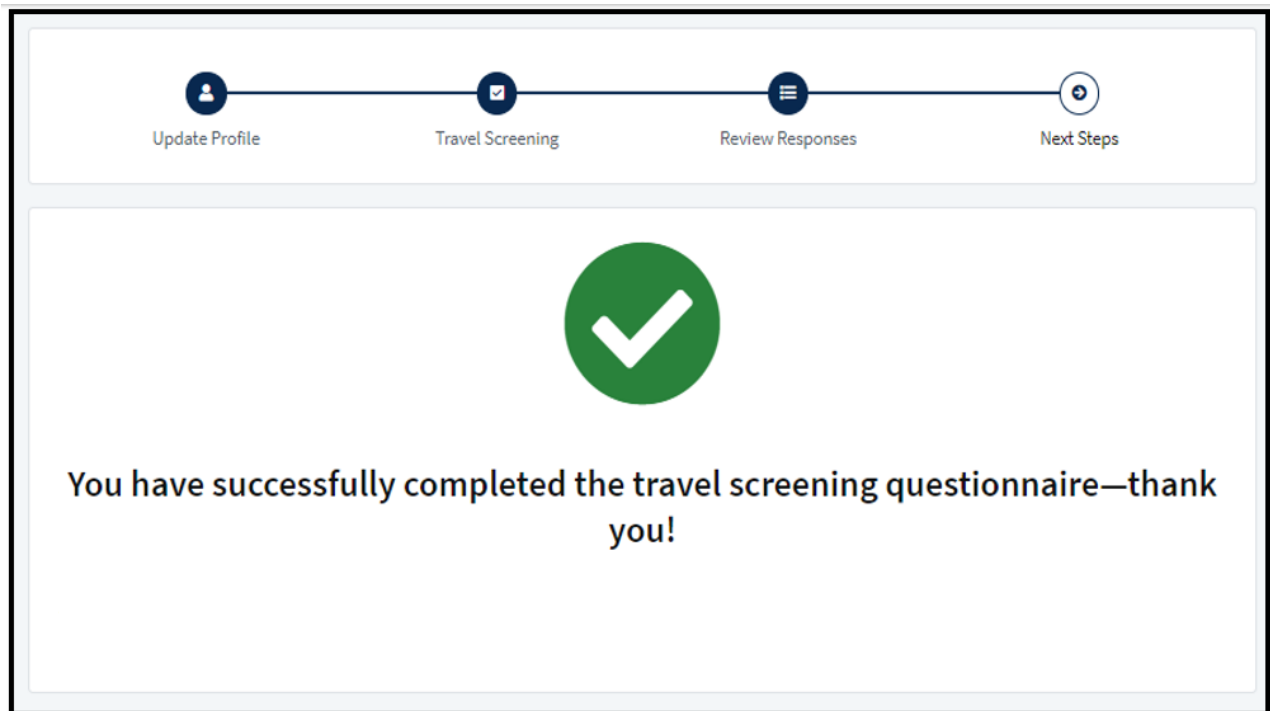 Update Profile
Travel Screening
Review Responses
Next Steps
You have successfully completed the travel screening questionnaire—thank
you!